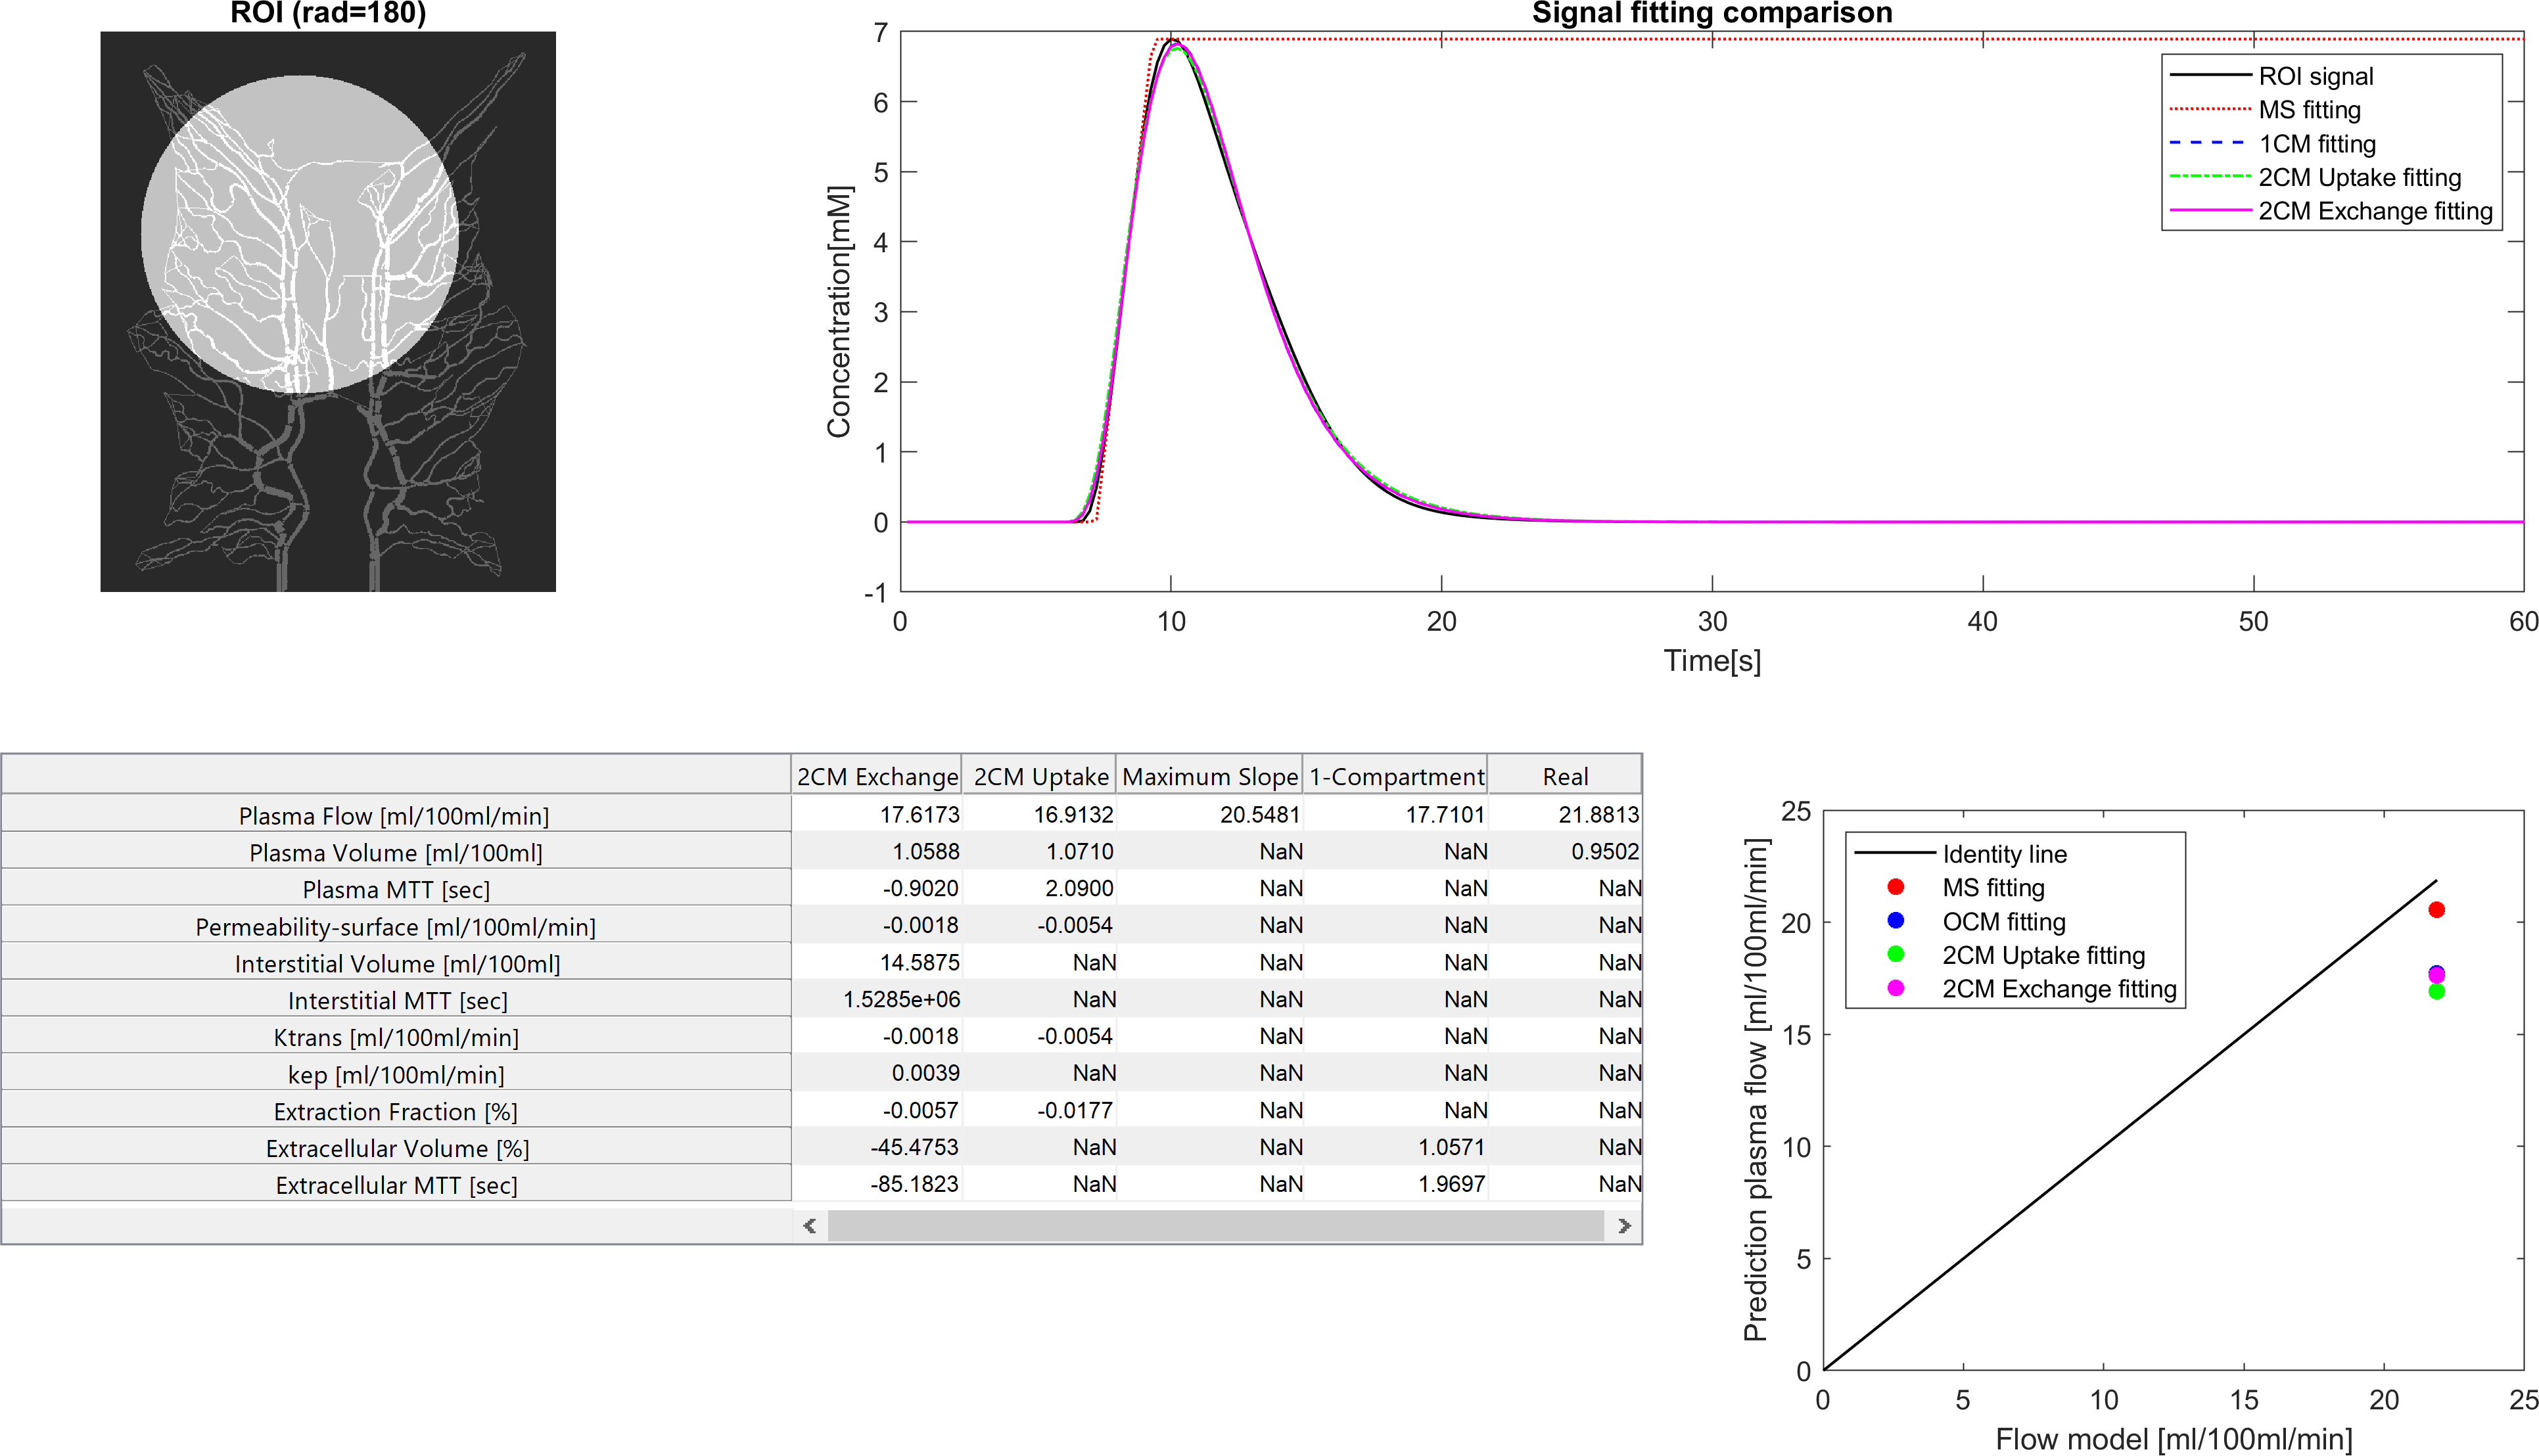 ROI (rad=180)
Signal fitting comparison
7
6
5
4
3
2
1
0
-1
Concentration[mM]
0 10 20 30 40 50 60
Time[s]
ROI signal
MS fitting
1CM fitting
2CM Uptake fitting
2CM Exchange fitting
2CM Exchange 2CM Uptake Maximum Slope 1-Compartment Real
Plasma Flow [ml/100ml/min] 17.6173 16.9132 20.5481 17.7101 21.8813
Plasma Volume [ml/100ml] 1.0588 1.0710 NaN NaN 0.9502
Plasma MTT [sec] -0.9020 2.0900 NaN NaN NaN
Permeability-surface [ml/100ml/min] -0.0018 -0.0054 NaN NaN NaN
Interstitial Volume [ml/100ml] 14.5875 NaN NaN NaN NaN
Interstitial MTT [sec] 1.5285e+06 NaN NaN NaN NaN
Ktrans [ml/100ml/min] -0.0018 -0.0054 NaN NaN NaN
kep [ml/100ml/min] 0.0039 NaN NaN NaN NaN
Extraction Fraction [%] -0.0057 -0.0177 NaN NaN NaN
Extracellular Volume [%] -45.4753 NaN NaN 1.0571 NaN
Extracellular MTT [sec] -85.1823 NaN NaN 1.9697 NaN
25
20
15
10
5
0
Prediction plasma flow [ml/100ml/min]
Identity line
MS fitting
OCM fitting
2CM Uptake fitting
2CM Exchange fitting
0 5 10 15 20 25
Flow model [ml/100ml/min]